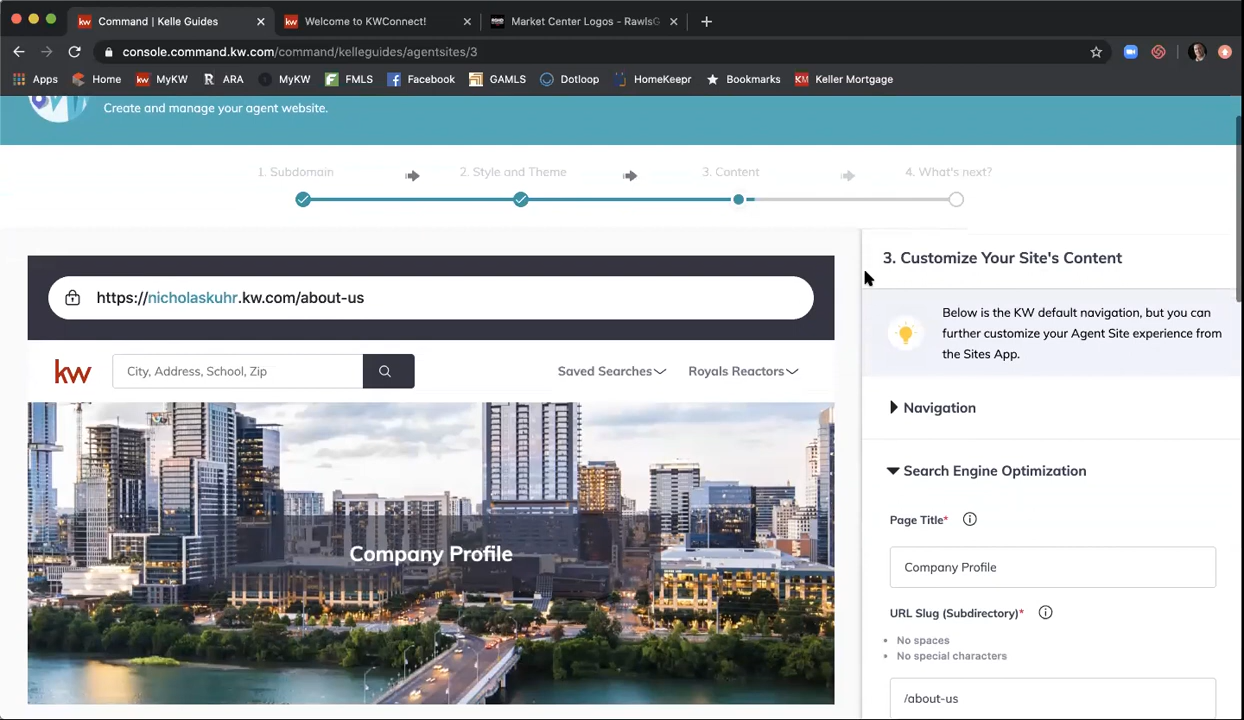 Command | Kelle Guides
Welcome to KWConnect!
Market Center Logos - RawlsG
console.command.kw.com/command/kelleguides/agentsites/3
Apps
Home
kw MyKW
R ARA
MyKW
FMLS
Facebook
GAMLS
Dotloop
HomeKeepr
Bookmarks
KM Keller Mortgage
Create and manage your agent website.
1. Subdomain
2. Style and Theme
3. Content
4. What's next?
https://nicholaskuhr.kw.com/about-us
kw
City, Address, School, Zip
Saved Searches
Royals Reactors
Company Profile
3. Customize Your Site's Content
Below is the KW default navigation, but you can
further customize your Agent Site experience from
the Sites App.
Navigation
Search Engine Optimization
Page Title*
Company Profile
URL Slug (Subdirectory)*
No spaces
No special characters
/about-us